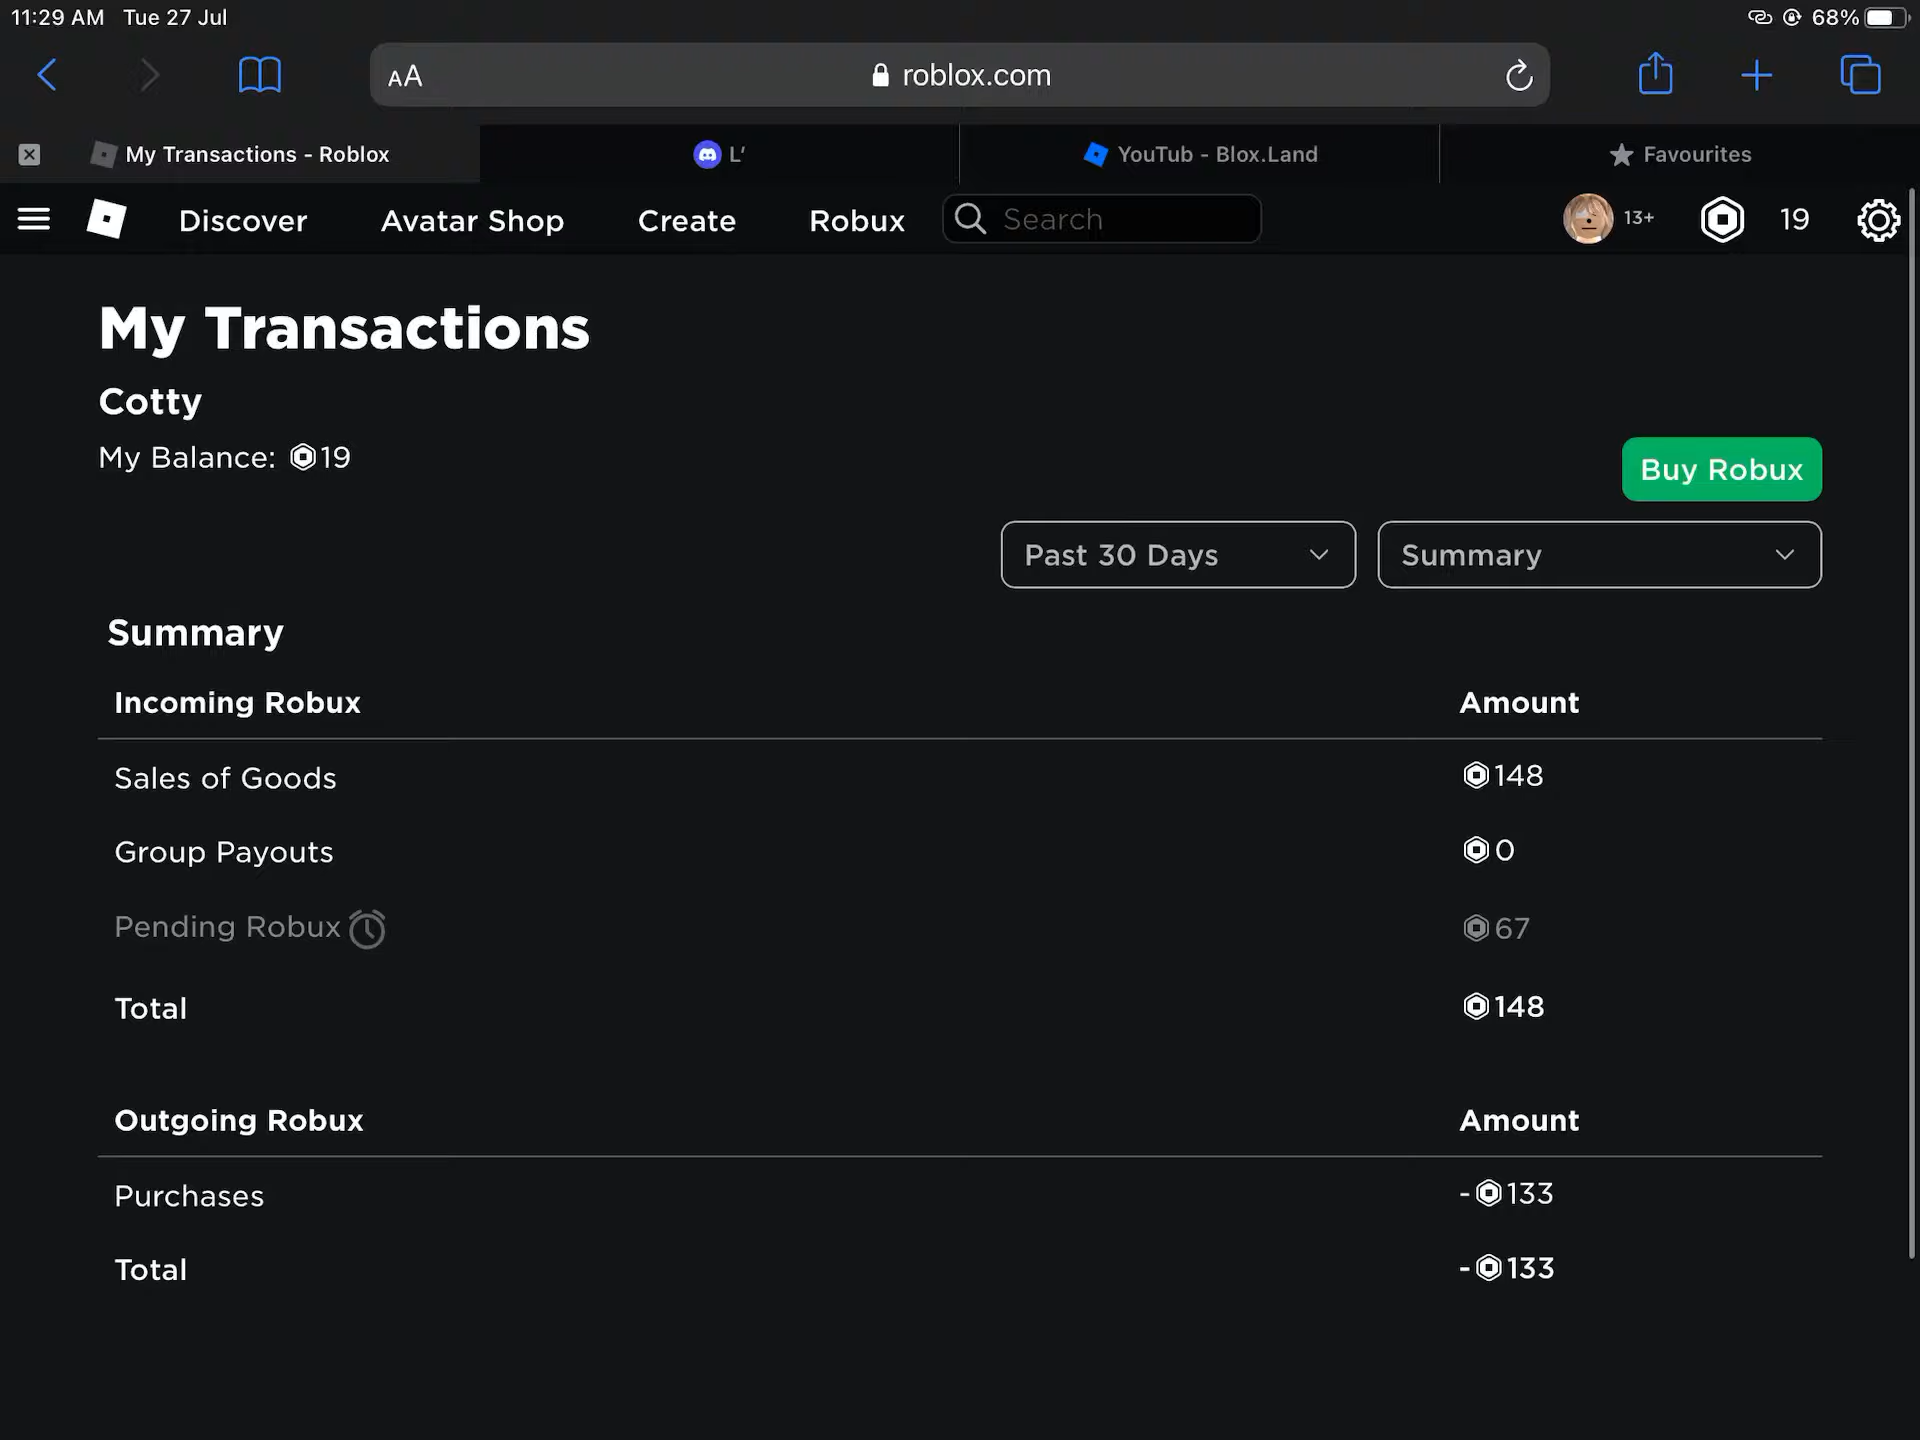 11:29 AM Tue 27 Jul 68%
AA roblox.com
My Transactions - Roblox L' YouTub - Blox.Land Favourites
Discover Avatar Shop Create Robux Search 13+ 19
My Transactions
Cotty
My Balance: 19
Buy Robux
Past 30 Days Summary
Summary
Incoming Robux Amount
Sales of Goods 148
Group Payouts 0
Pending Robux 67
Total 148
Outgoing Robux Amount
Purchases -133
Total -133